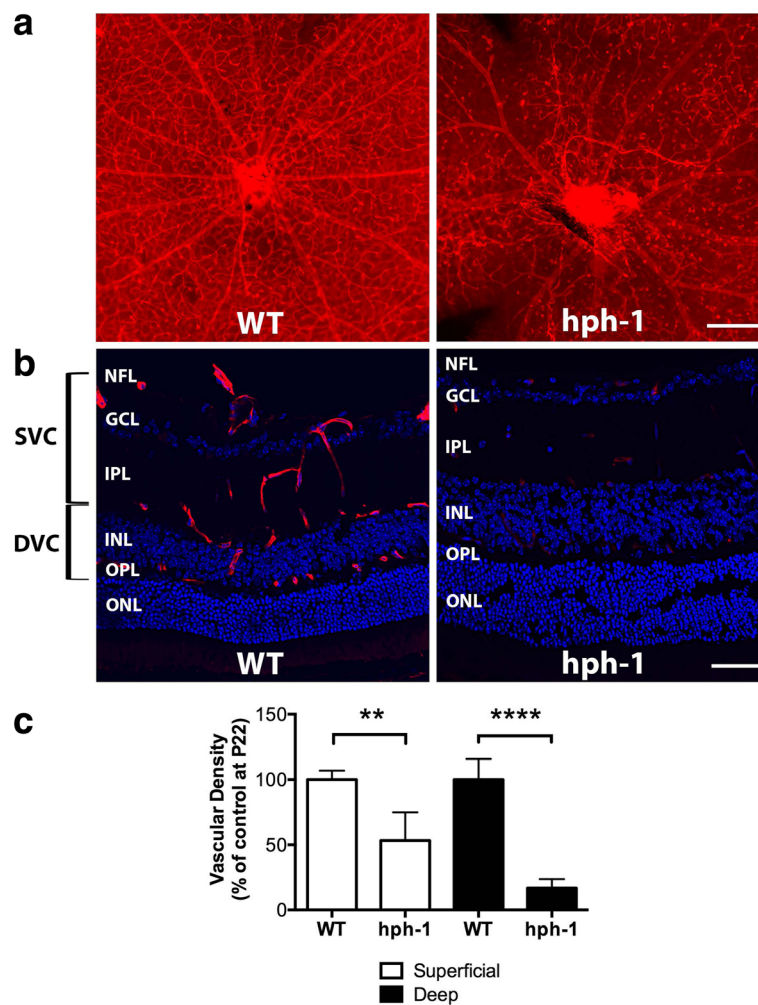 a
WT
hph-1
b
SVC
DVC
NFL
GCL
IPL
INL
OPL
ONL
WT
NFL
GCL
IPL
INL
OPL
ONL
hph-1
c
Vascular Density
(% of control at P22)
150
100
50
0
**
****
WT
hph-1
WT
hph-1
Superficial
Deep